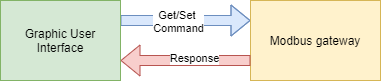 Graphic User
Interface
Get/Set
Command
Response
Modbus gateway